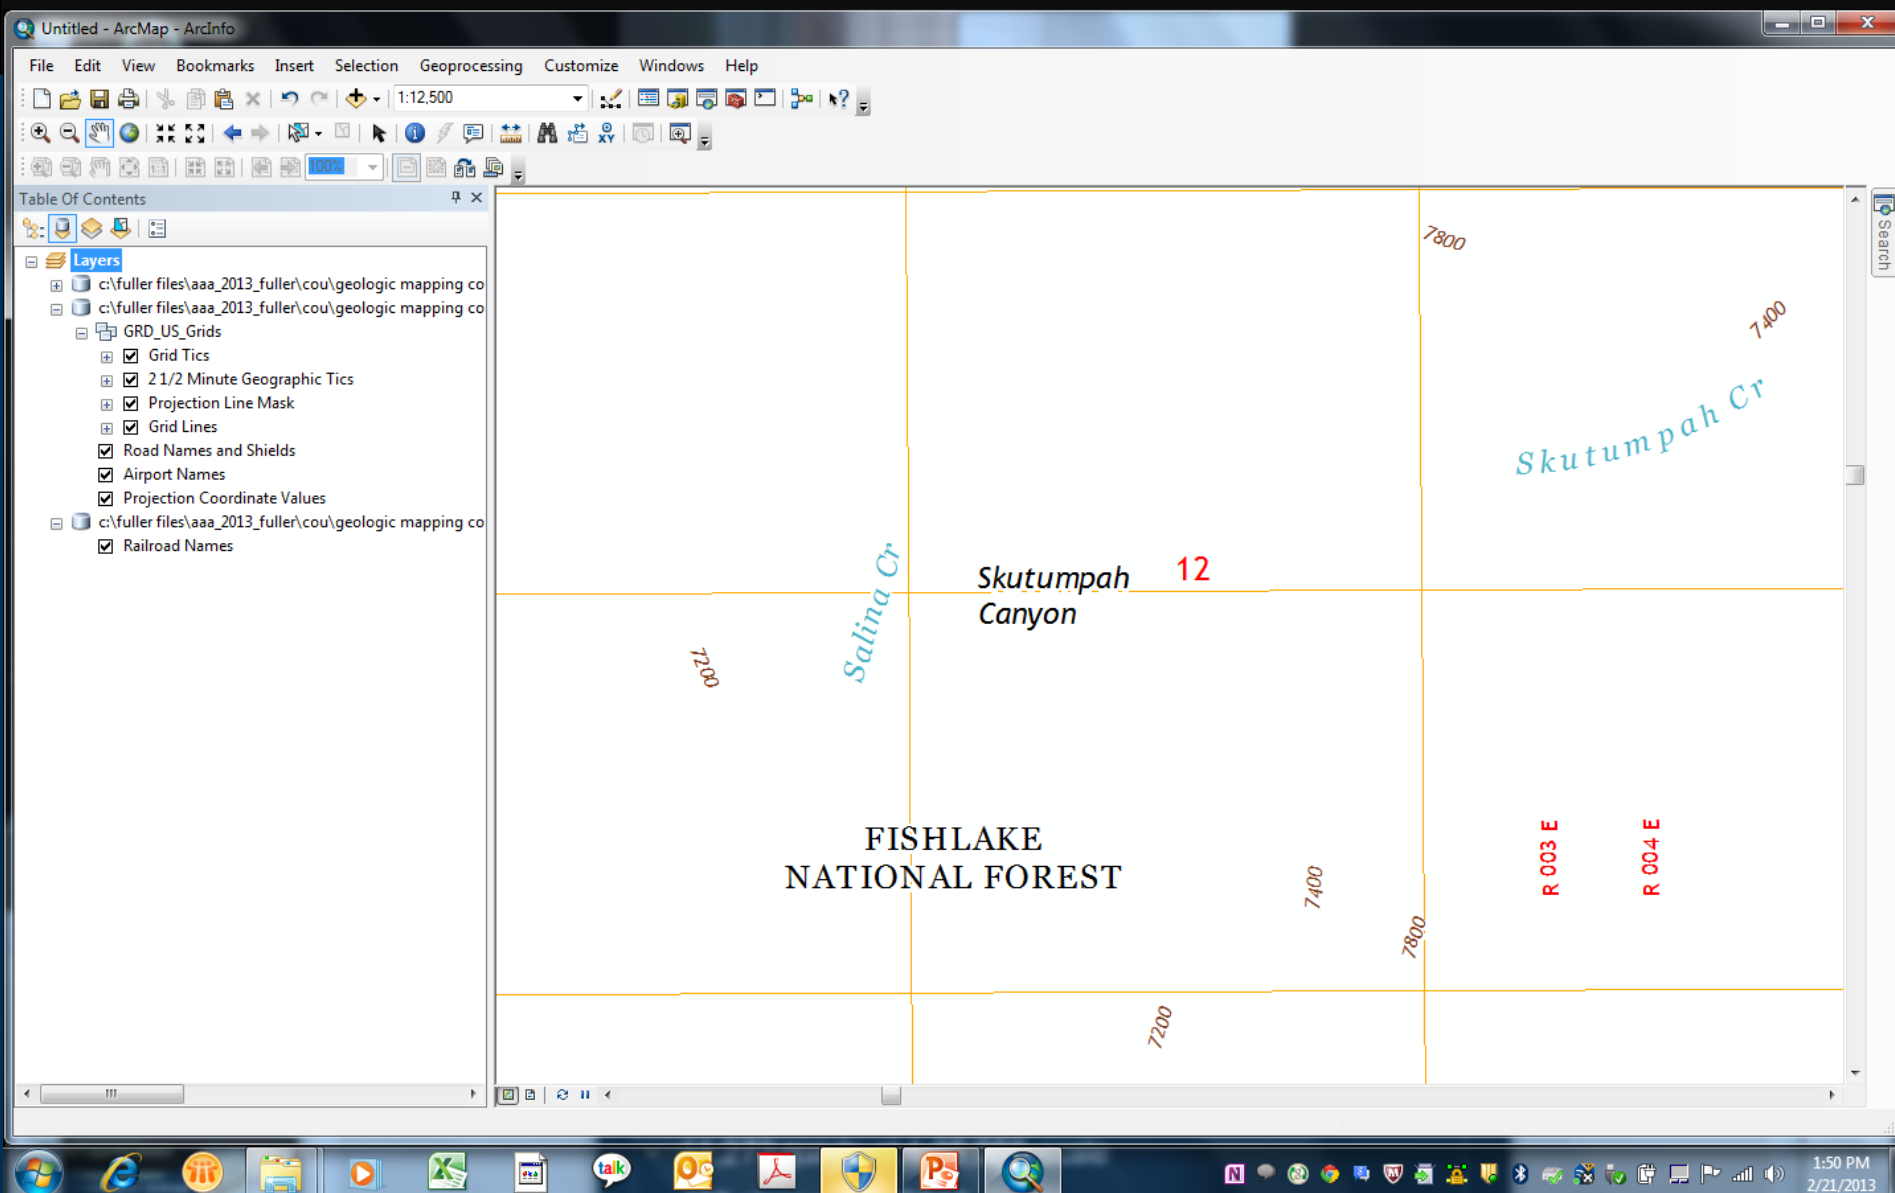 Untitled - ArcMap - ArcInfo
File Edit View Bookmarks Insert Selection Geoprocessing Customize Windows Help
1:12,500
100%
Table Of Contents
Layers
c:\fuller files\aaa_2013_fuller\cou\geologic mapping co
c:\fuller files\aaa_2013_fuller\cou\geologic mapping co
GRD_US_Grids
Grid Tics
2 1/2 Minute Geographic Tics
Projection Line Mask
Grid Lines
Road Names and Shields
Airport Names
Projection Coordinate Values
c:\fuller files\aaa_2013_fuller\cou\geologic mapping co
Railroad Names
Search
7800
7400
Skutumpah Cr
Salina Cr
Skutumpah
Canyon
12
7200
FISHLAKE
NATIONAL FOREST
7400
7800
R 003 E
R 004 E
7200
talk
1:50 PM
2/21/2013